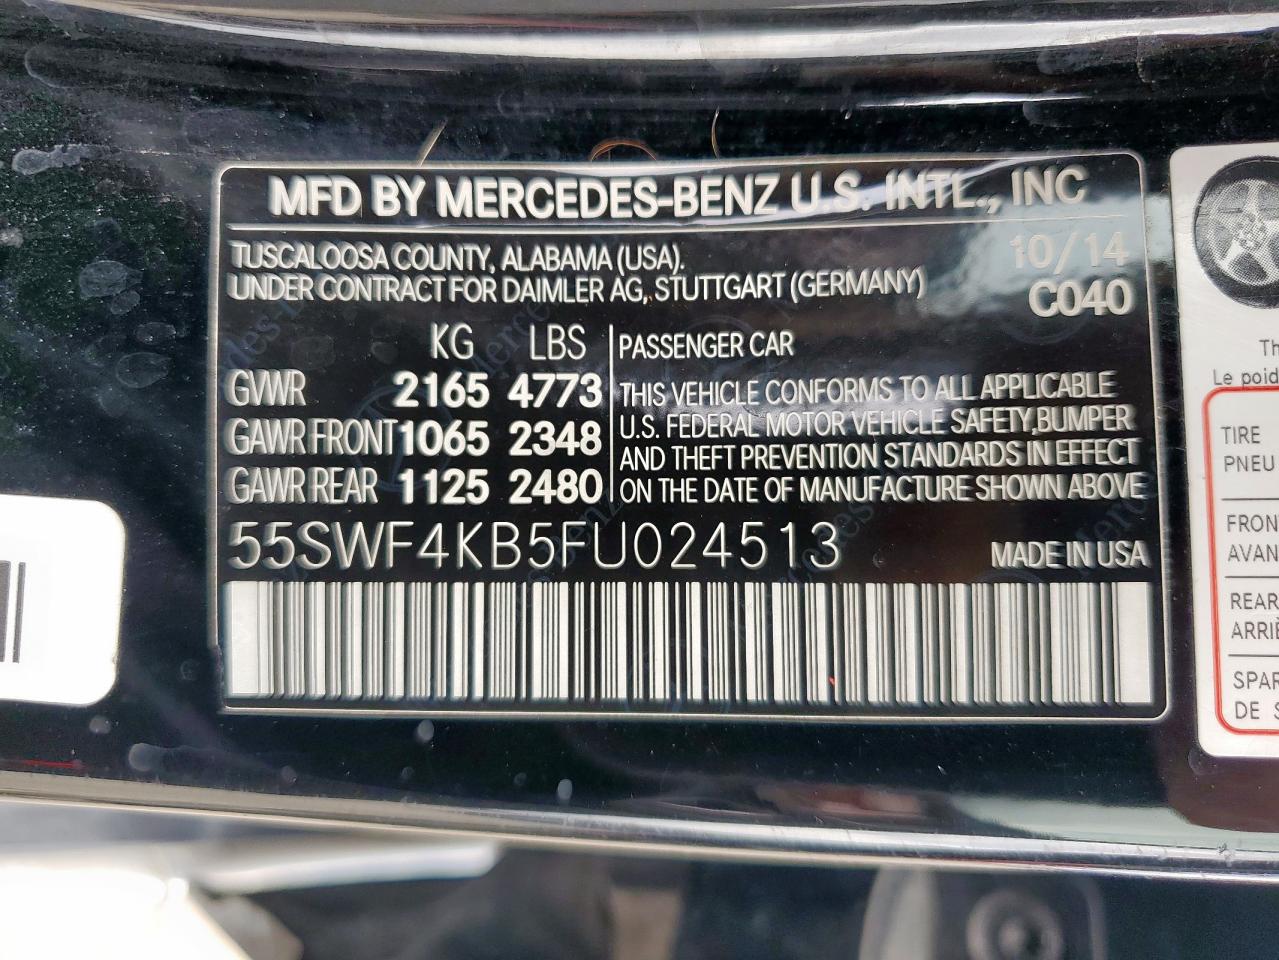 MFD BY MERCEDES-BENZ U.S. INTL., INC
TUSCALOOSA COUNTY, ALABAMA (USA). 10/14
UNDER CONTRACT FOR DAIMLER AG, STUTTGART (GERMANY) C040
KG LBS PASSENGER CAR
GVWR 2165 4773
GAWR FRONT 1065 2348
GAWR REAR 1125 2480
THIS VEHICLE CONFORMS TO ALL APPLICABLE
U.S. FEDERAL MOTOR VEHICLE SAFETY, BUMPER
AND THEFT PREVENTION STANDARDS IN EFFECT
ON THE DATE OF MANUFACTURE SHOWN ABOVE
55SWF4KB5FU024513 MADE IN USA
Th
Le poid
TIRE
PNEU
FRON
AVAN
REAR
ARRIÈ
SPAR
DE S